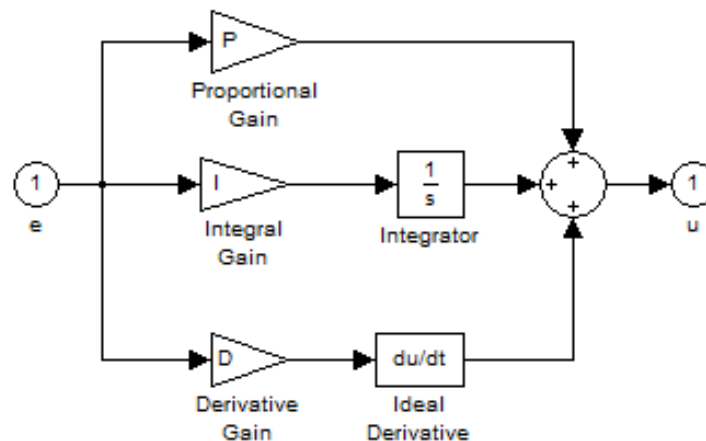 P
Proportional
Gain
1
e
I
Integral
Gain
1
s
Integrator
+
+
+
1
u
D
Derivative
Gain
du/dt
Ideal
Derivative